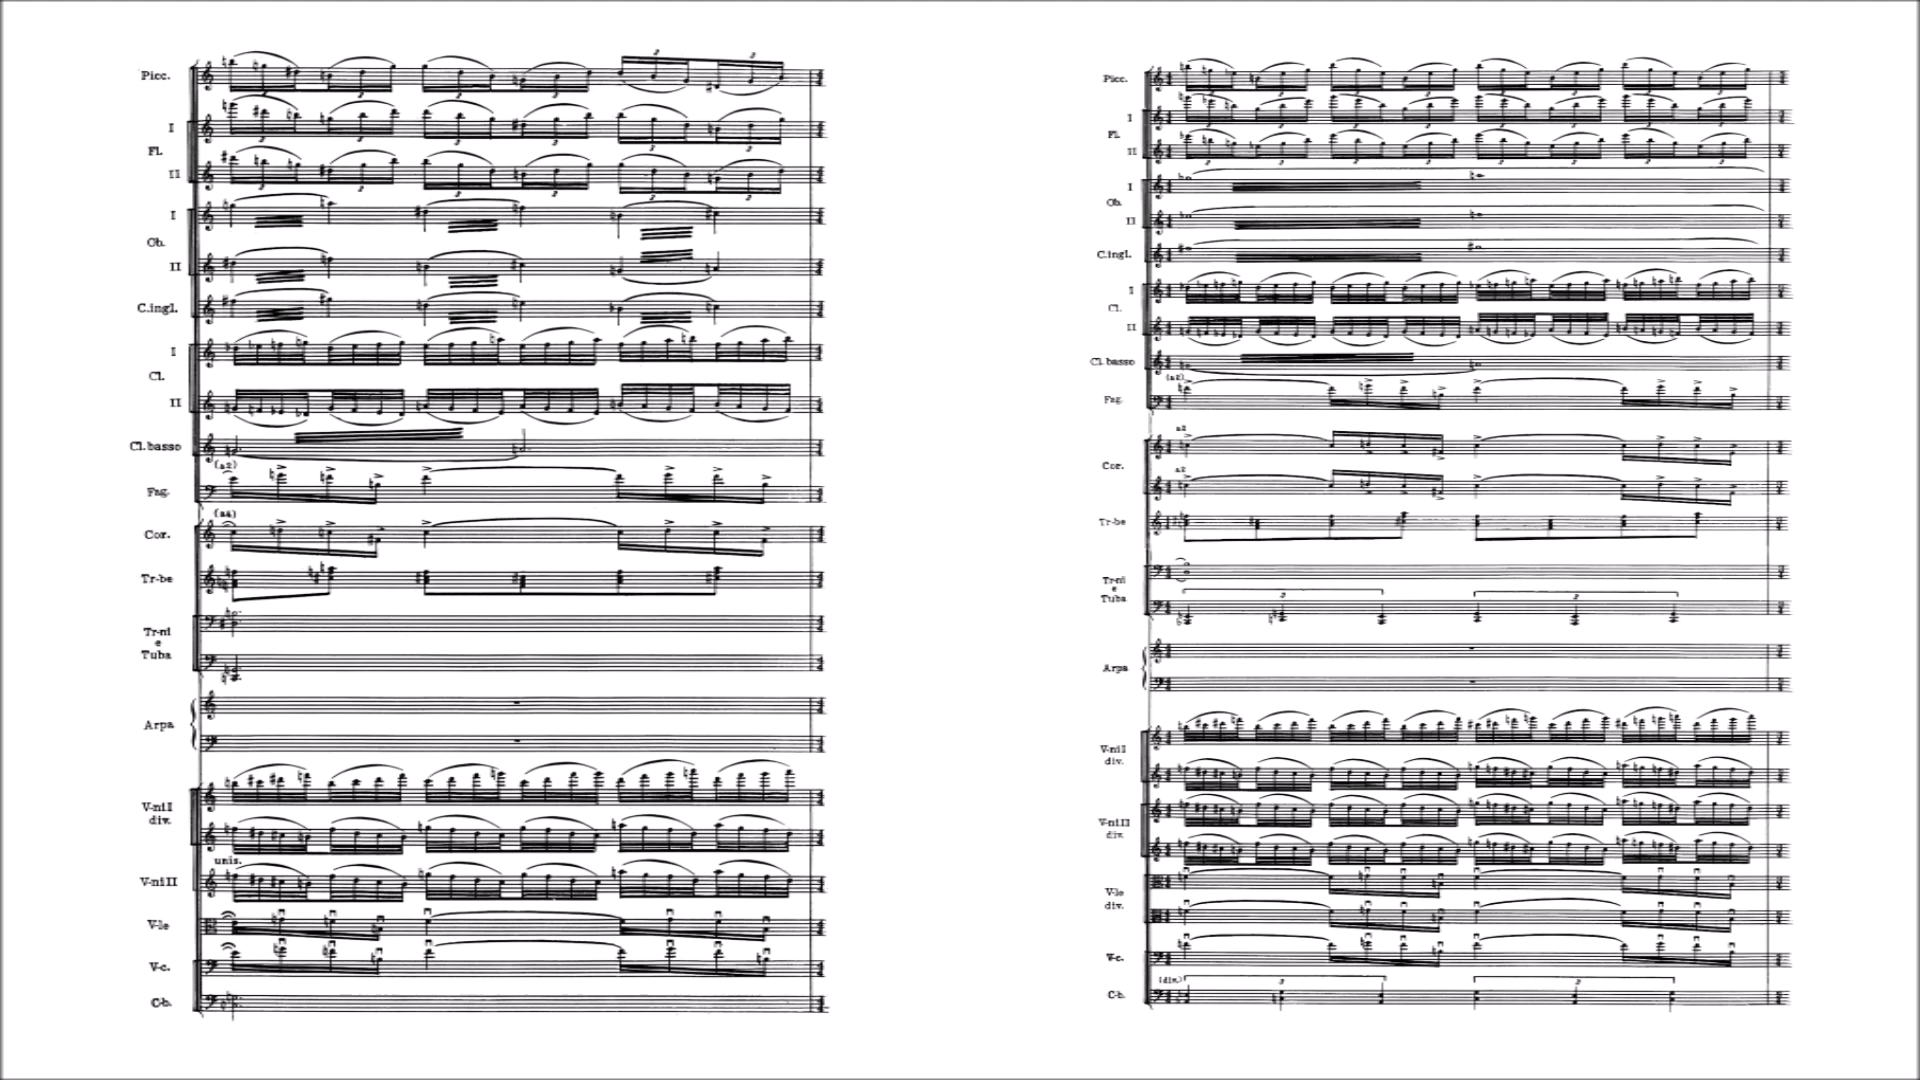 Picc.
I
Fl.
II
I
Ob.
II
C.ingl.
I
Cl.
II
Cl. basso
(a2)
Fag.
(a4)
Cor.
Tr-be
Tr-ni
e
Tuba
Arpa
V-ni I
div.
unis.
V-ni II
V-le
V-c.
C-b.
Picc.
I
Fl.
II
I
Ob.
II
C.ingl.
I
Cl.
II
Cl. basso
(a2)
Fag.
a2
Cor.
a2
Tr-be
Tr-ni
e
Tuba
Arpa
V-ni I
div.
V-ni II
div.
V-le
div.
V-c.
(div.)
C-b.